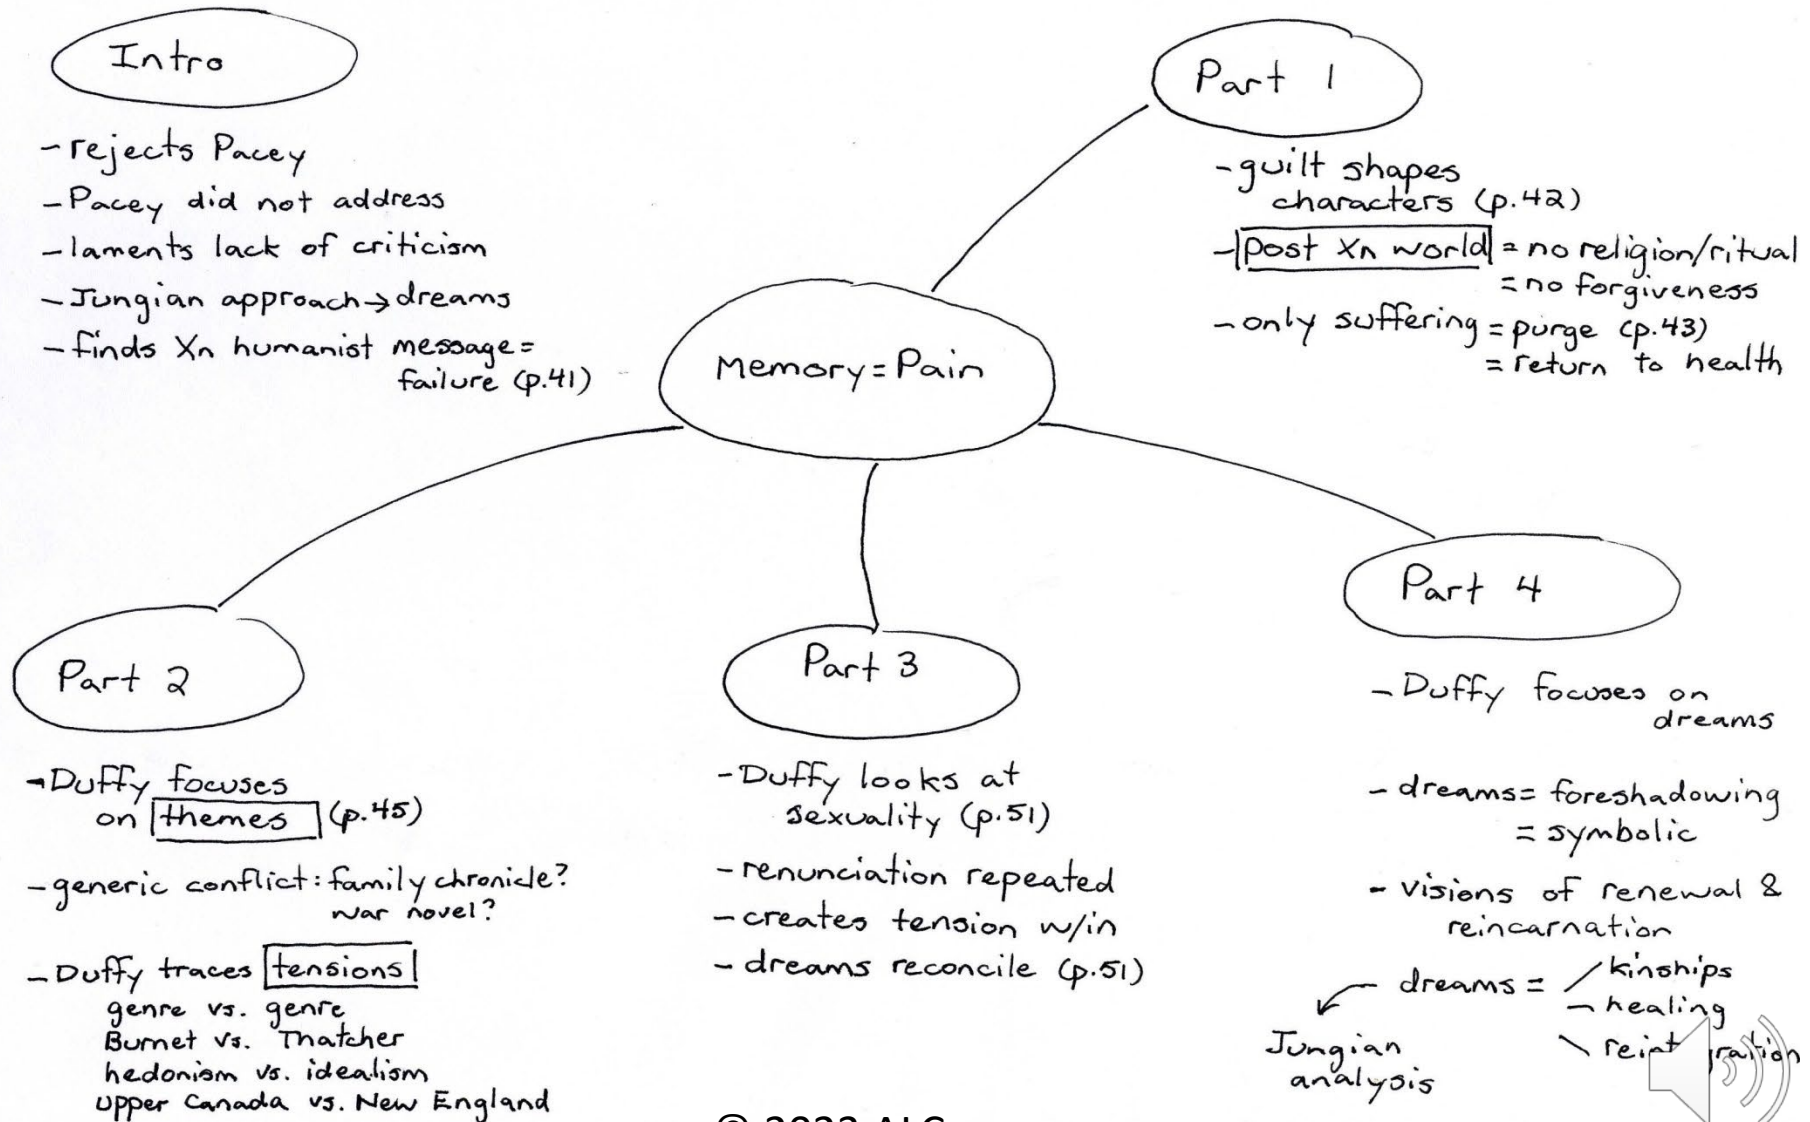 Intro
- rejects Pacey
- Pacey did not address
- laments lack of criticism
- Jungian approach → dreams
- finds Xn humanist message =
failure (p.41)
Part 1
- guilt shapes
characters (p.42)
- post Xn world = no religion/ritual
= no forgiveness
- only suffering = purge (p.43)
= return to health
Memory = Pain
Part 2
- Duffy focuses
on themes (p.45)
- generic conflict: family chronicle?
war novel?
- Duffy traces tensions
genre vs. genre
Burnet vs. Thatcher
hedonism vs. idealism
Upper Canada vs. New England
Part 3
- Duffy looks at
sexuality (p.51)
- renunciation repeated
- creates tension w/in
- dreams reconcile (p.51)
Part 4
- Duffy focuses on
dreams
- dreams = foreshadowing
= symbolic
- visions of renewal &
reincarnation
- dreams = kinships
- healing
reintegration
Jungian
analysis